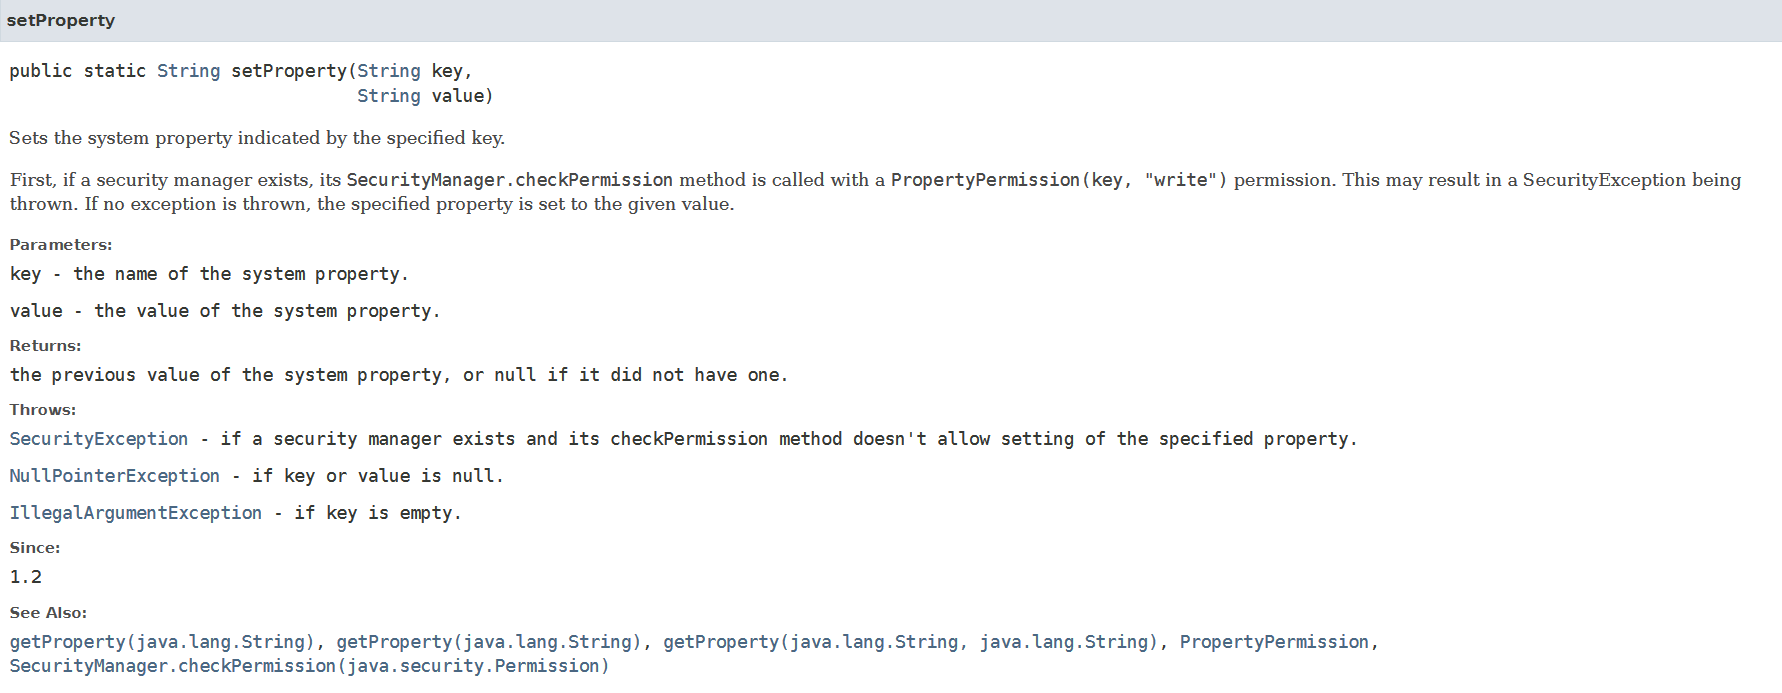 setProperty
public static String setProperty(String key,
String value)
Sets the system property indicated by the specified key.
First, if a security manager exists, its SecurityManager.checkPermission method is called with a PropertyPermission(key, "write") permission. This may result in a SecurityException being
thrown. If no exception is thrown, the specified property is set to the given value.
Parameters:
key - the name of the system property.
value - the value of the system property.
Returns:
the previous value of the system property, or null if it did not have one.
Throws:
SecurityException - if a security manager exists and its checkPermission method doesn't allow setting of the specified property.
NullPointerException - if key or value is null.
IllegalArgumentException - if key is empty.
Since:
1.2
See Also:
getProperty(java.lang.String), getProperty(java.lang.String), getProperty(java.lang.String, java.lang.String), PropertyPermission,
SecurityManager.checkPermission(java.security.Permission)